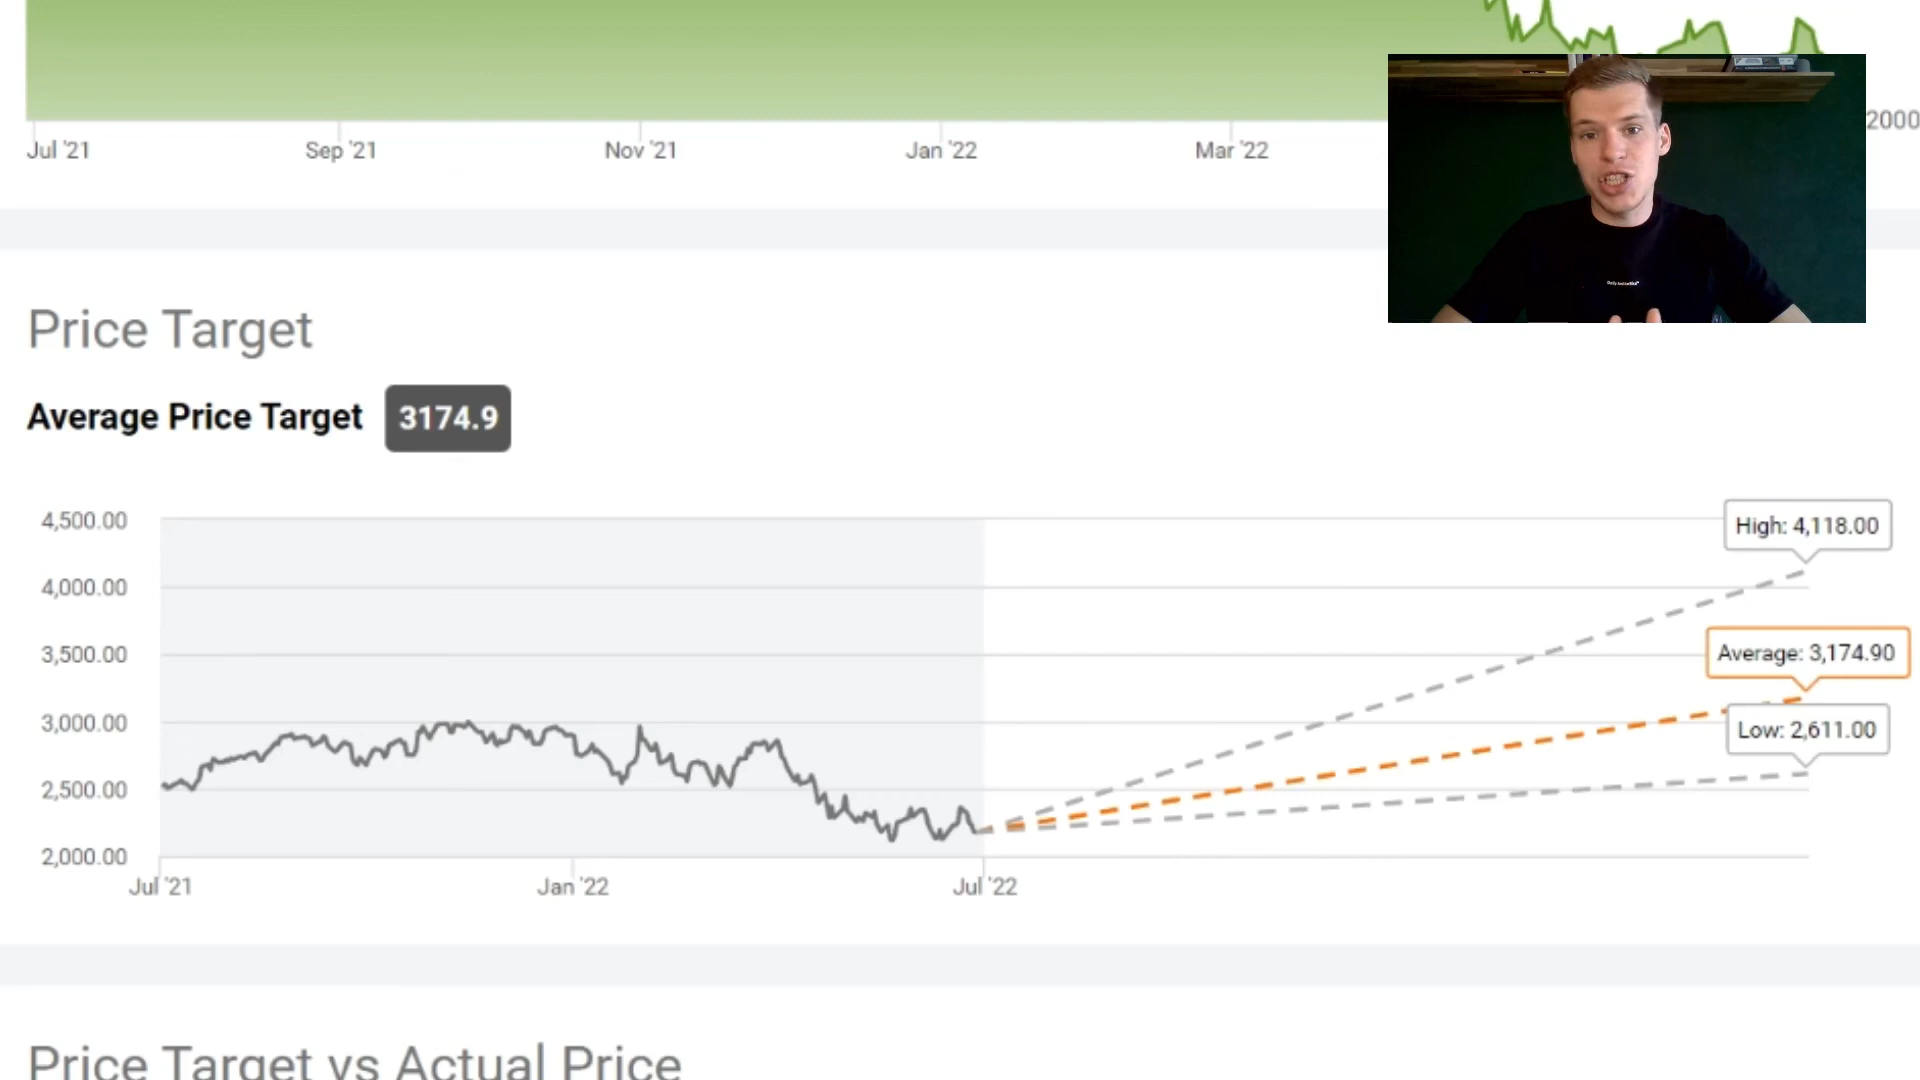 2000
Jul '21 Sep '21 Nov '21 Jan '22 Mar '22
Price Target
Average Price Target 3174.9
4,500.00
High: 4,118.00
4,000.00
3,500.00
Average: 3,174.90
3,000.00
Low: 2,611.00
2,500.00
2,000.00
Jul '21 Jan '22 Jul '22
Price Target vs Actual Price